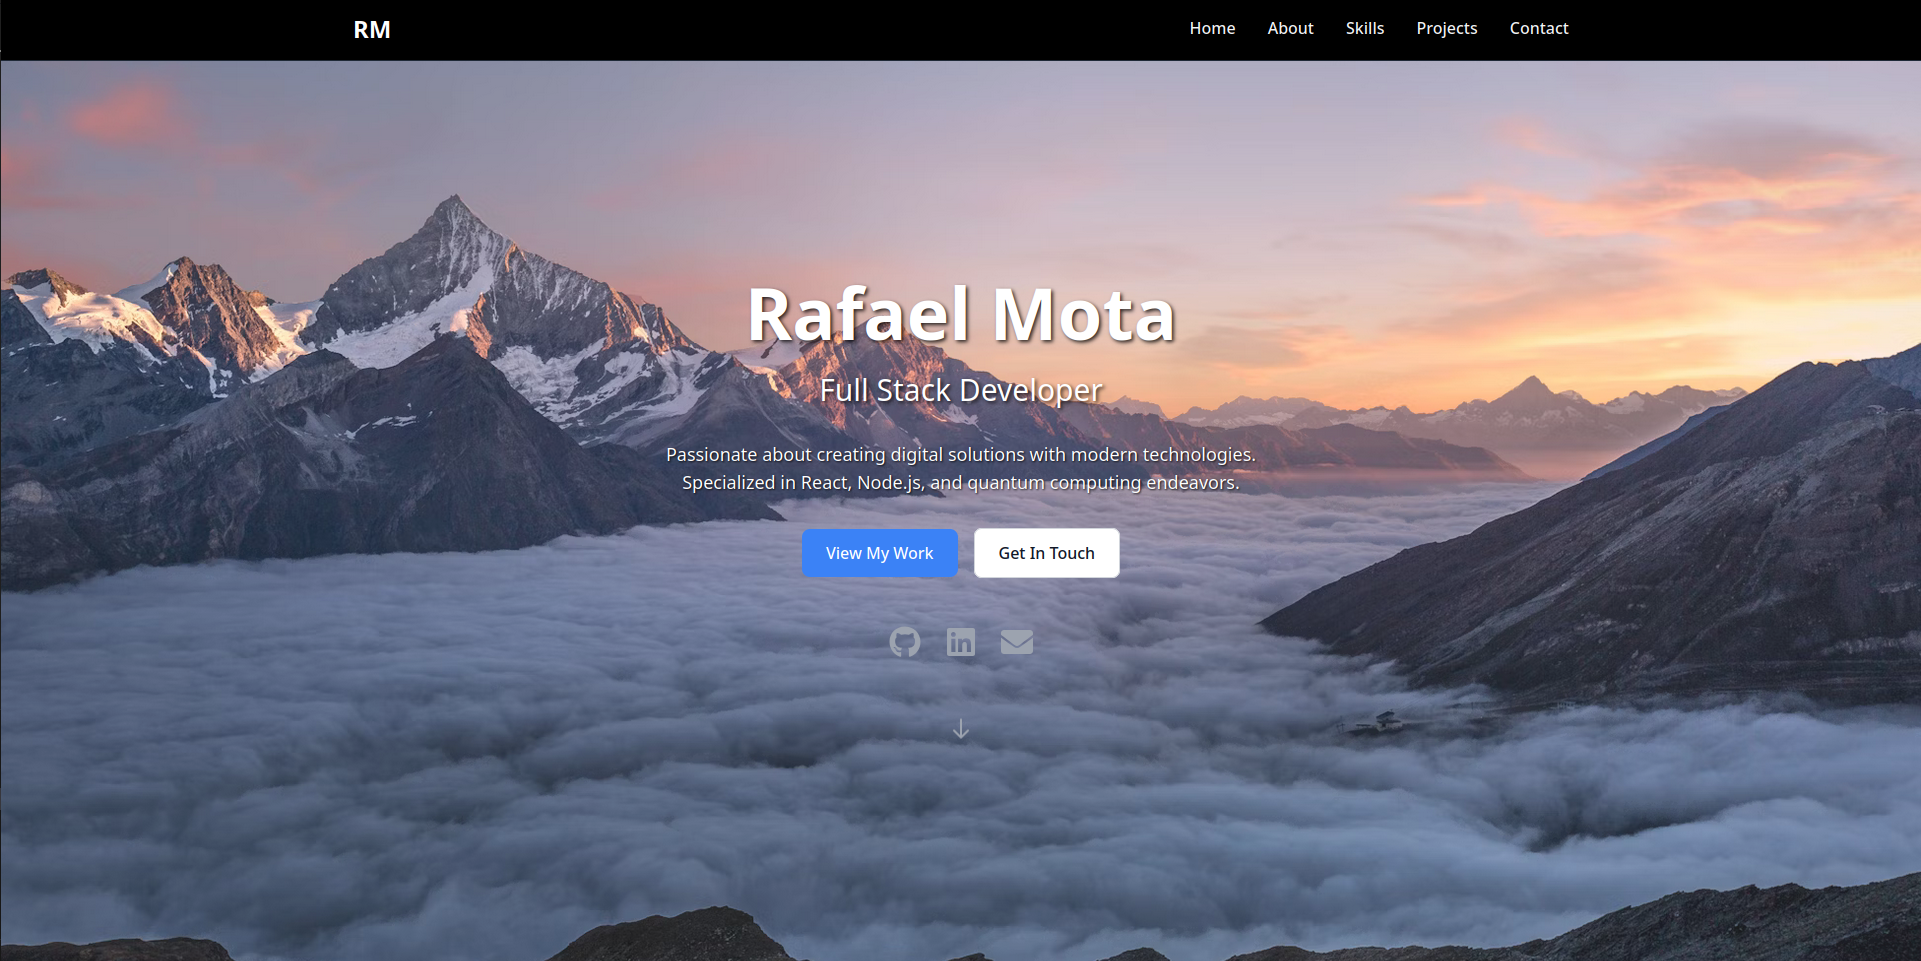 RM
Home About Skills Projects Contact
Rafael Mota
Full Stack Developer
Passionate about creating digital solutions with modern technologies.
Specialized in React, Node.js, and quantum computing endeavors.
View My Work
Get In Touch
in